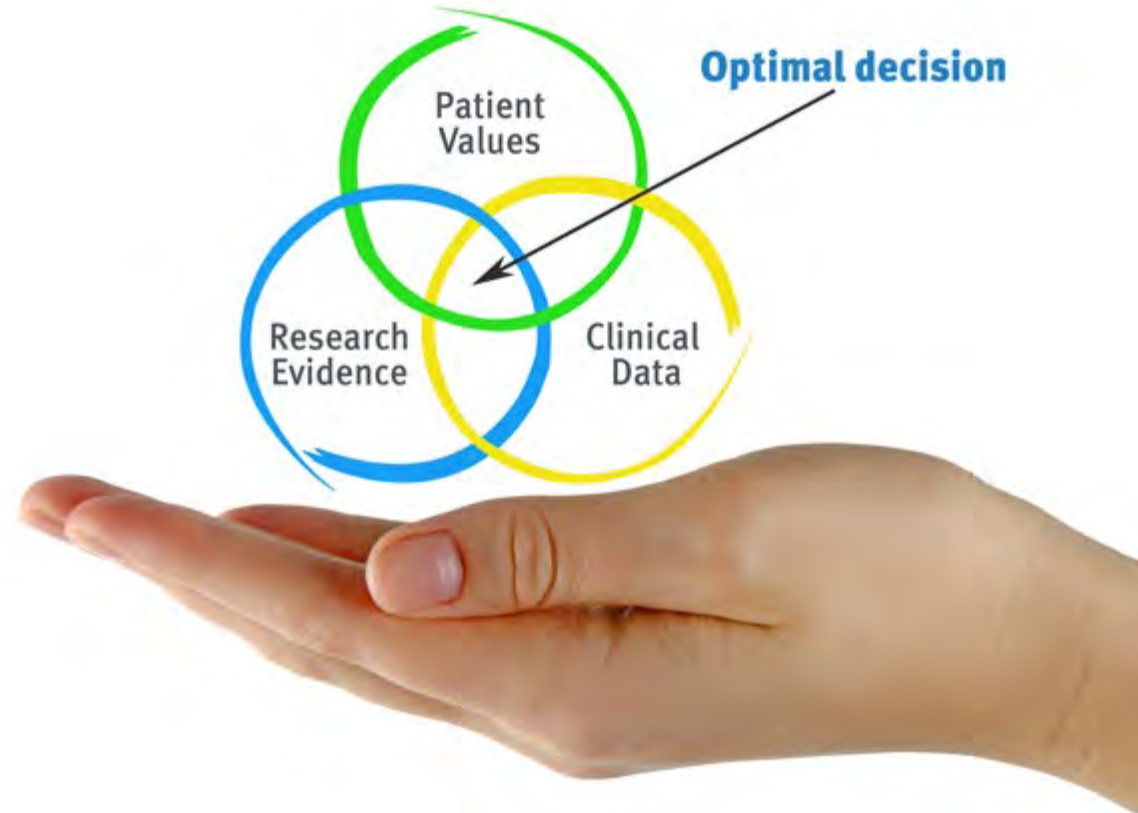 Optimal decision
Patient
Values
Research
Evidence
Clinical
Data